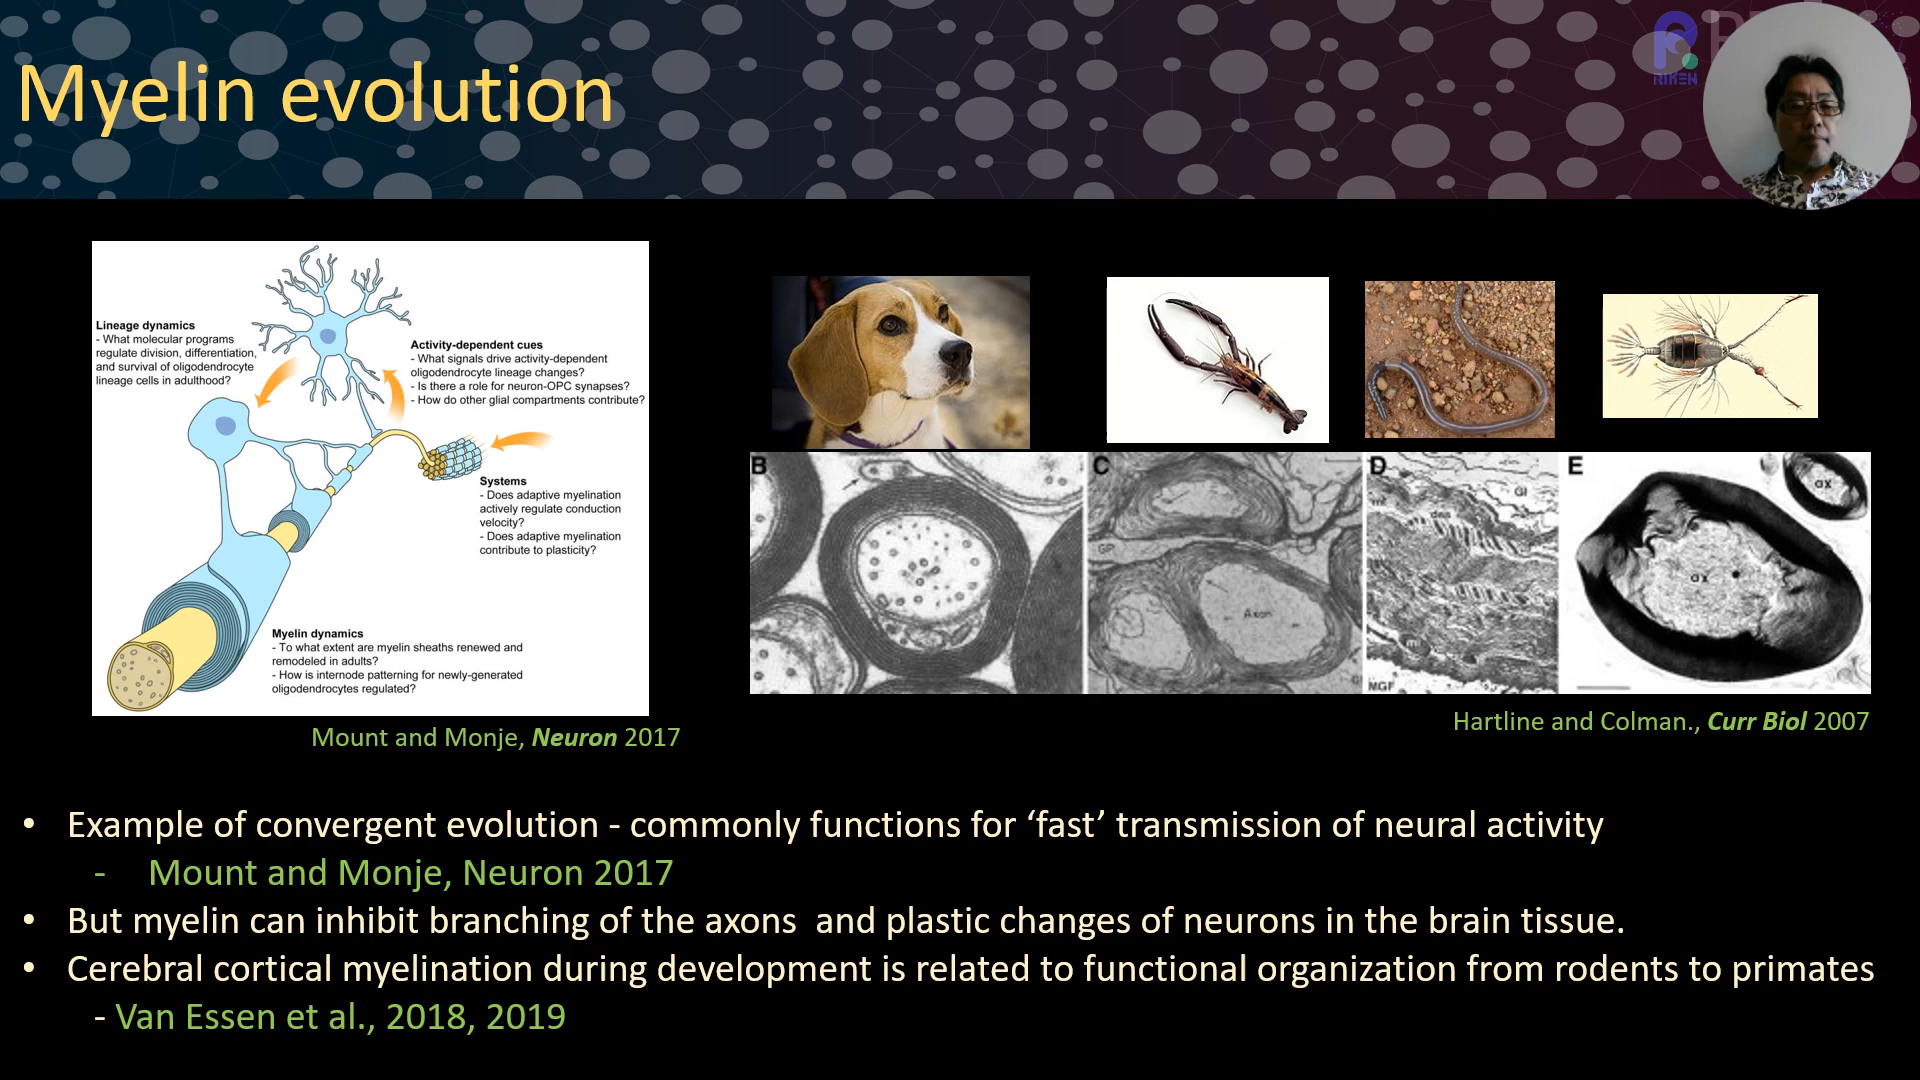 Myelin evolution
RIKEN
Lineage dynamics
- What molecular programs
regulate division, differentiation,
and survival of oligodendrocyte
lineage cells in adulthood?
Activity-dependent cues
- What signals drive activity-dependent
oligodendrocyte lineage changes?
- Is there a role for neuron-OPC synapses?
- How do other glial compartments contribute?
Systems
- Does adaptive myelination
actively regulate conduction
velocity?
- Does adaptive myelination
contribute to plasticity?
Myelin dynamics
- To what extent are myelin sheaths renewed and
remodeled in adults?
- How is internode patterning for newly-generated
oligodendrocytes regulated?
Mount and Monje, Neuron 2017
B
C
GP
Axon
D
Gl
des
mt
m
MGF
E
ax
ax
Hartline and Colman., Curr Biol 2007
• Example of convergent evolution - commonly functions for ‘fast’ transmission of neural activity
- Mount and Monje, Neuron 2017
• But myelin can inhibit branching of the axons  and plastic changes of neurons in the brain tissue.
• Cerebral cortical myelination during development is related to functional organization from rodents to primates
- Van Essen et al., 2018, 2019